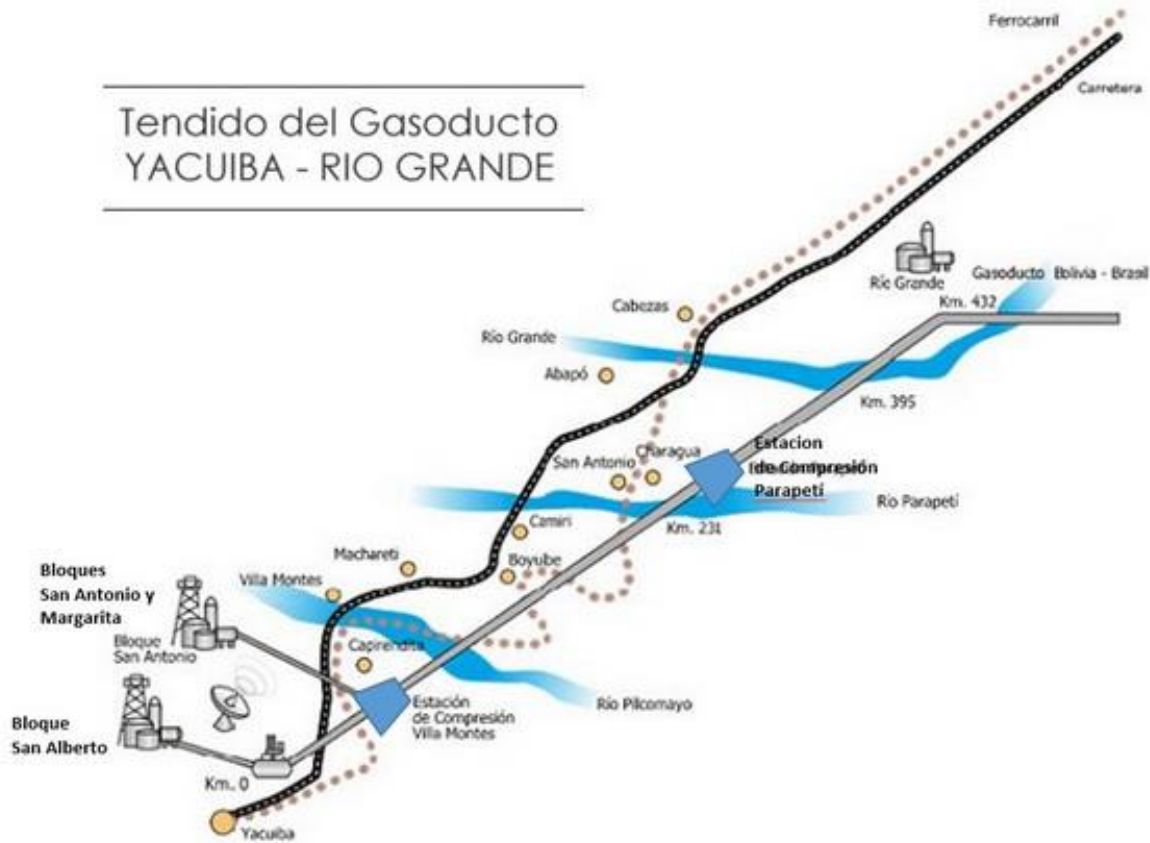 Tendido del Gasoducto
YACUIBA - RIO GRANDE
Ferrocarril
Carretera
Río Grande
Gasoducto Bolivia - Brasil
Km. 432
Cabezas
Río Grande
Abapó
Km. 395
Estacion
de Compresión
Parapetí
San Antonio
Charagua
Río Parapetí
Km. 231
Camiri
Boyuibe
Machareti
Villa Montes
Bloques
San Antonio y
Margarita
Bloque
San Antonio
Capirendita
Estación
de Compresión
Villa Montes
Río Pilcomayo
Bloque
San Alberto
Km. 0
Yacuiba